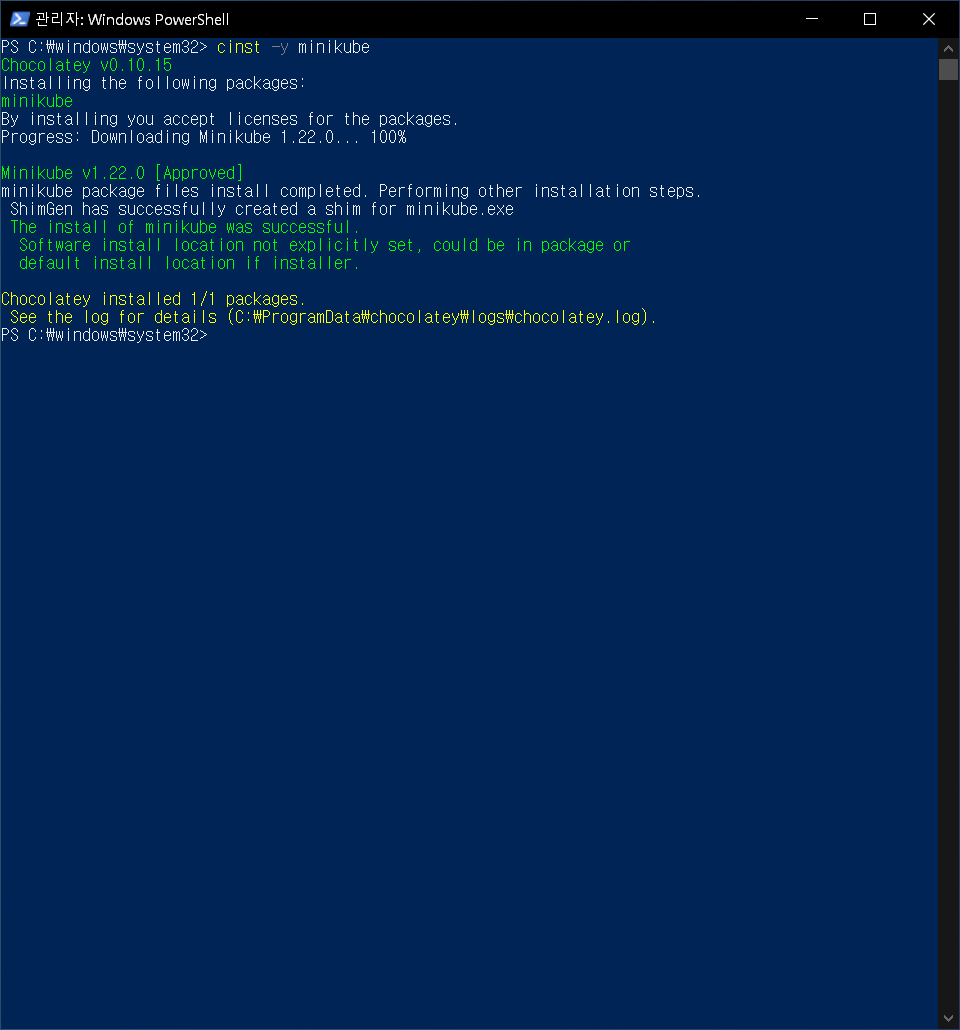 관리자: Windows PowerShell
PS C:₩windows₩system32> cinst -y minikube
Chocolatey v0.10.15
Installing the following packages:
minikube
By installing you accept licenses for the packages.
Progress: Downloading Minikube 1.22.0... 100%
Minikube v1.22.0 [Approved]
minikube package files install completed. Performing other installation steps.
ShimGen has successfully created a shim for minikube.exe
The install of minikube was successful.
Software install location not explicitly set, could be in package or
default install location if installer.
Chocolatey installed 1/1 packages.
See the log for details (C:₩ProgramData₩chocolatey₩logs₩chocolatey.log).
PS C:₩windows₩system32>